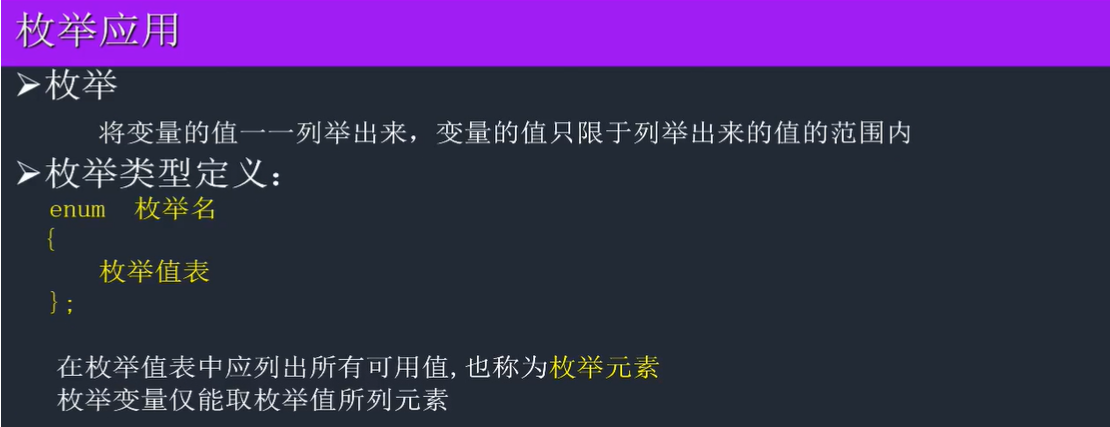 枚举应用
➢枚举
将变量的值一一列举出来，变量的值只限于列举出来的值的范围内
➢枚举类型定义：
enum 枚举名
{
枚举值表
};
在枚举值表中应列出所有可用值,也称为枚举元素
枚举变量仅能取枚举值所列元素